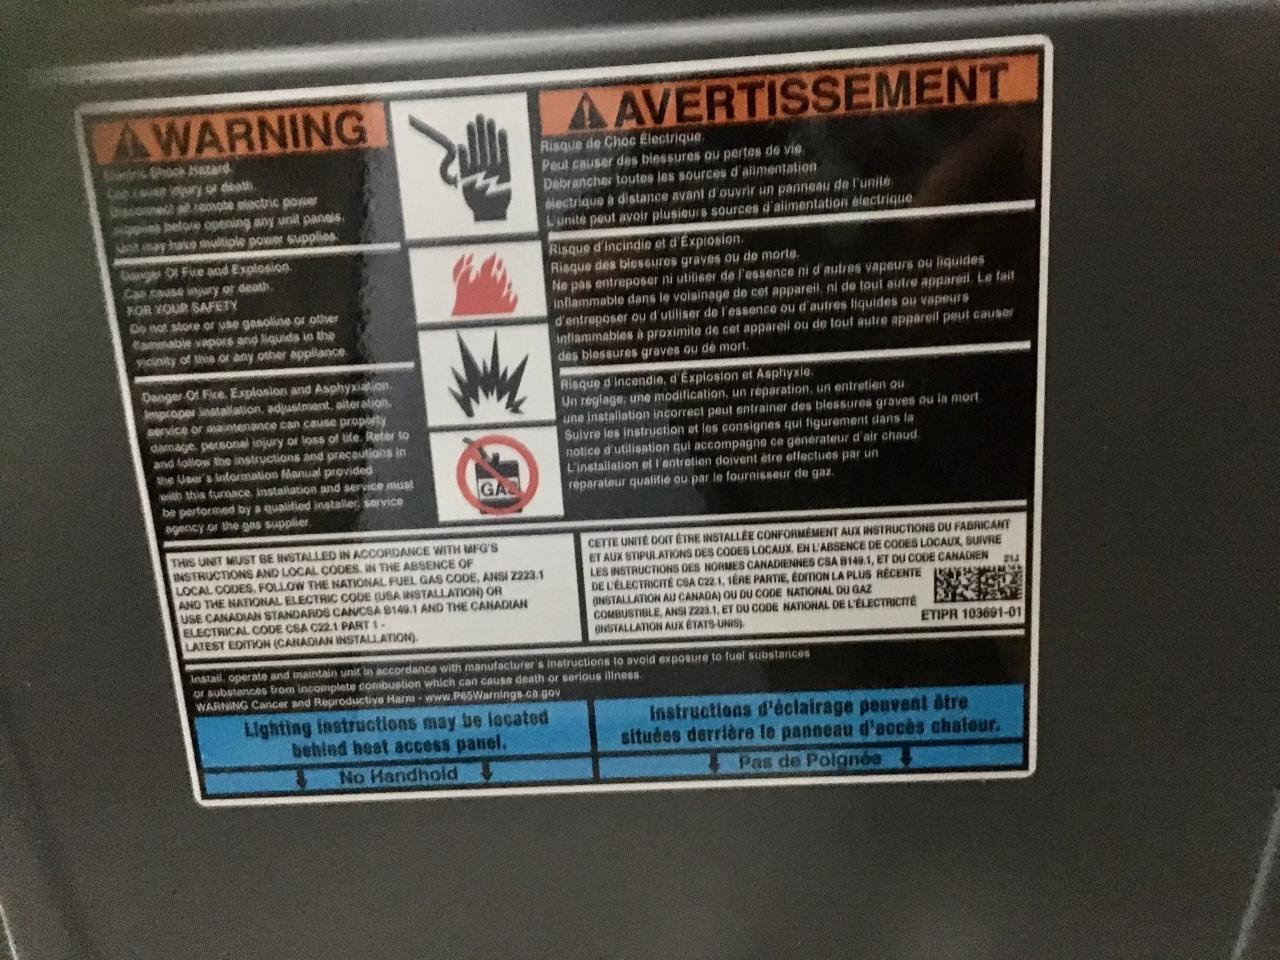 WARNING
Electric Shock Hazard.
Can cause injury or death.
Disconnect all remote electric power
supplies before opening any unit panels.
Unit may have multiple power supplies.
Danger Of Fire and Explosion.
Can cause injury or death.
FOR YOUR SAFETY
Do not store or use gasoline or other
flammable vapors and liquids in the
vicinity of this or any other appliance.
Danger Of Fire, Explosion and Asphyxiation.
Improper installation, adjustment, alteration,
service or maintenance can cause property
damage, personal injury or loss of life. Refer to
and follow the instructions and precautions in
the User's Information Manual provided
with this furnace. Installation and service must
be performed by a qualified installer, service
agency or the gas supplier.
GAS
AVERTISSEMENT
Risque de Choc Électrique.
Peut causer des blessures ou pertes de vie.
Débrancher toutes les sources d'alimentation
électrique à distance avant d'ouvrir un panneau de l'unité
L'unité peut avoir plusieurs sources d'alimentation électrique
Risque d'Incindie et d'Explosion.
Risque des blessures graves ou de morte.
Ne pas entreposer ni utiliser de l'essence ni d'autres vapeurs ou liquides
inflammable dans le voisinage de cet appareil, ni de tout autre appareil. Le fait
d'entreposer ou d'utiliser de l'essence ou d'autres liquides ou vapeurs
inflammables à proximite de cet appareil ou de tout autre appareil peut causer
des blessures graves ou de mort.
Risque d'Incendie, d'Explosion et Asphyxie.
Un réglage, une modification, un réparation, un entretien ou
une installation incorrect peut entraîner des blessures graves ou la mort.
Suivre les instruction et les consignes qui figurement dans la
notice d'utilisation qui accompagne ce générateur d'air chaud.
L'installation et l'entretien doivent être effectués par un
réparateur qualifié ou par le fournisseur de gaz.
THIS UNIT MUST BE INSTALLED IN ACCORDANCE WITH MFG'S
INSTRUCTIONS AND LOCAL CODES. IN THE ABSENCE OF
LOCAL CODES, FOLLOW THE NATIONAL FUEL GAS CODE, ANSI Z223.1
AND THE NATIONAL ELECTRIC CODE (USA INSTALLATION) OR
USE CANADIAN STANDARDS CAN/CSA B149.1 AND THE CANADIAN
ELECTRICAL CODE CSA C22.1 PART 1 -
LATEST EDITION (CANADIAN INSTALLATION).
CETTE UNITÉ DOIT ÊTRE INSTALLÉE CONFORMÉMENT AUX INSTRUCTIONS DU FABRICANT
ET AUX STIPULATIONS DES CODES LOCAUX. EN L'ABSENCE DE CODES LOCAUX, SUIVRE
LES INSTRUCTIONS DES NORMES CANADIENNES CSA B149.1, ET DU CODE CANADIEN
DE L'ÉLECTRICITÉ CSA C22.1, 1ÉRE PARTIE, ÉDITION LA PLUS RÉCENTE
(INSTALLATION AU CANADA) OU DU CODE NATIONAL DU GAZ
COMBUSTIBLE, ANSI Z223.1, ET DU CODE NATIONAL DE L'ÉLECTRICITÉ
(INSTALLATION AUX ÉTATS-UNIS).
21J
ETIPR 103691-01
Install, operate and maintain unit in accordance with manufacturer's instructions to avoid exposure to fuel substances
or substances from incomplete combustion which can cause death or serious illness.
WARNING Cancer and Reproductive Harm - www.P65Warnings.ca.gov
Lighting instructions may be located
behind heat access panel.
No Handhold
Instructions d'éclairage peuvent être
situées derrière le panneau d'accès chaleur.
Pas de Poignée